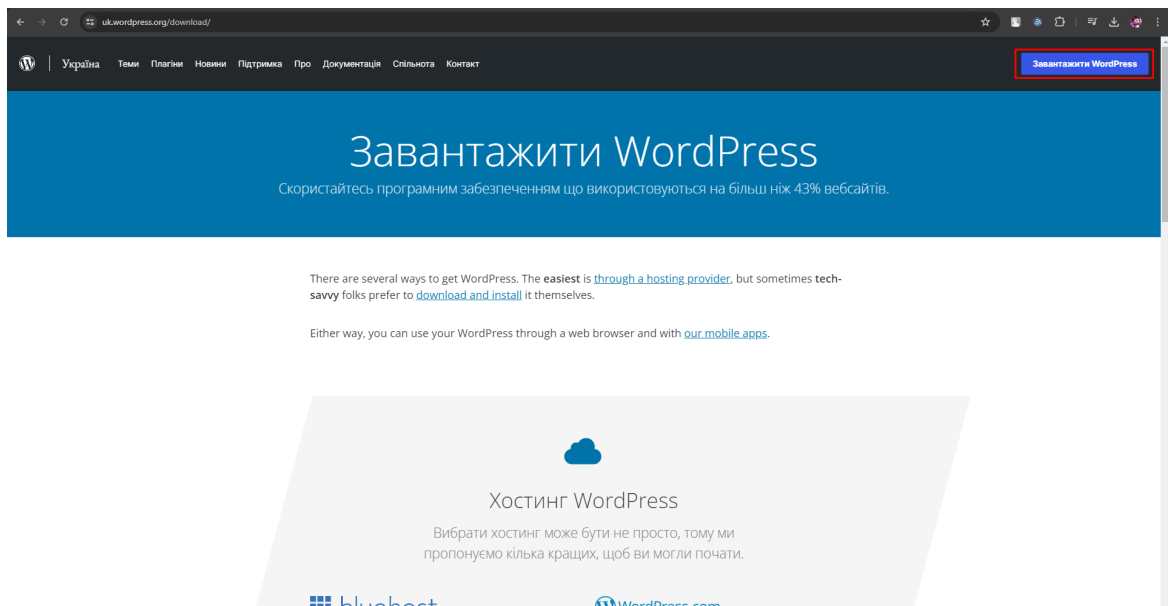 uk.wordpress.org/download/
Україна Теми Плагіни Новини Підтримка Про Документація Спільнота Контакт Завантажити WordPress
Завантажити WordPress
Скористайтесь програмним забезпеченням що використовуються на більш ніж 43% вебсайтів.
There are several ways to get WordPress. The easiest is through a hosting provider, but sometimes tech-
savvy folks prefer to download and install it themselves.
Either way, you can use your WordPress through a web browser and with our mobile apps.
Хостинг WordPress
Вибрати хостинг може бути не просто, тому ми
пропонуємо кілька кращих, щоб ви могли почати.
bluehost WordPress.com